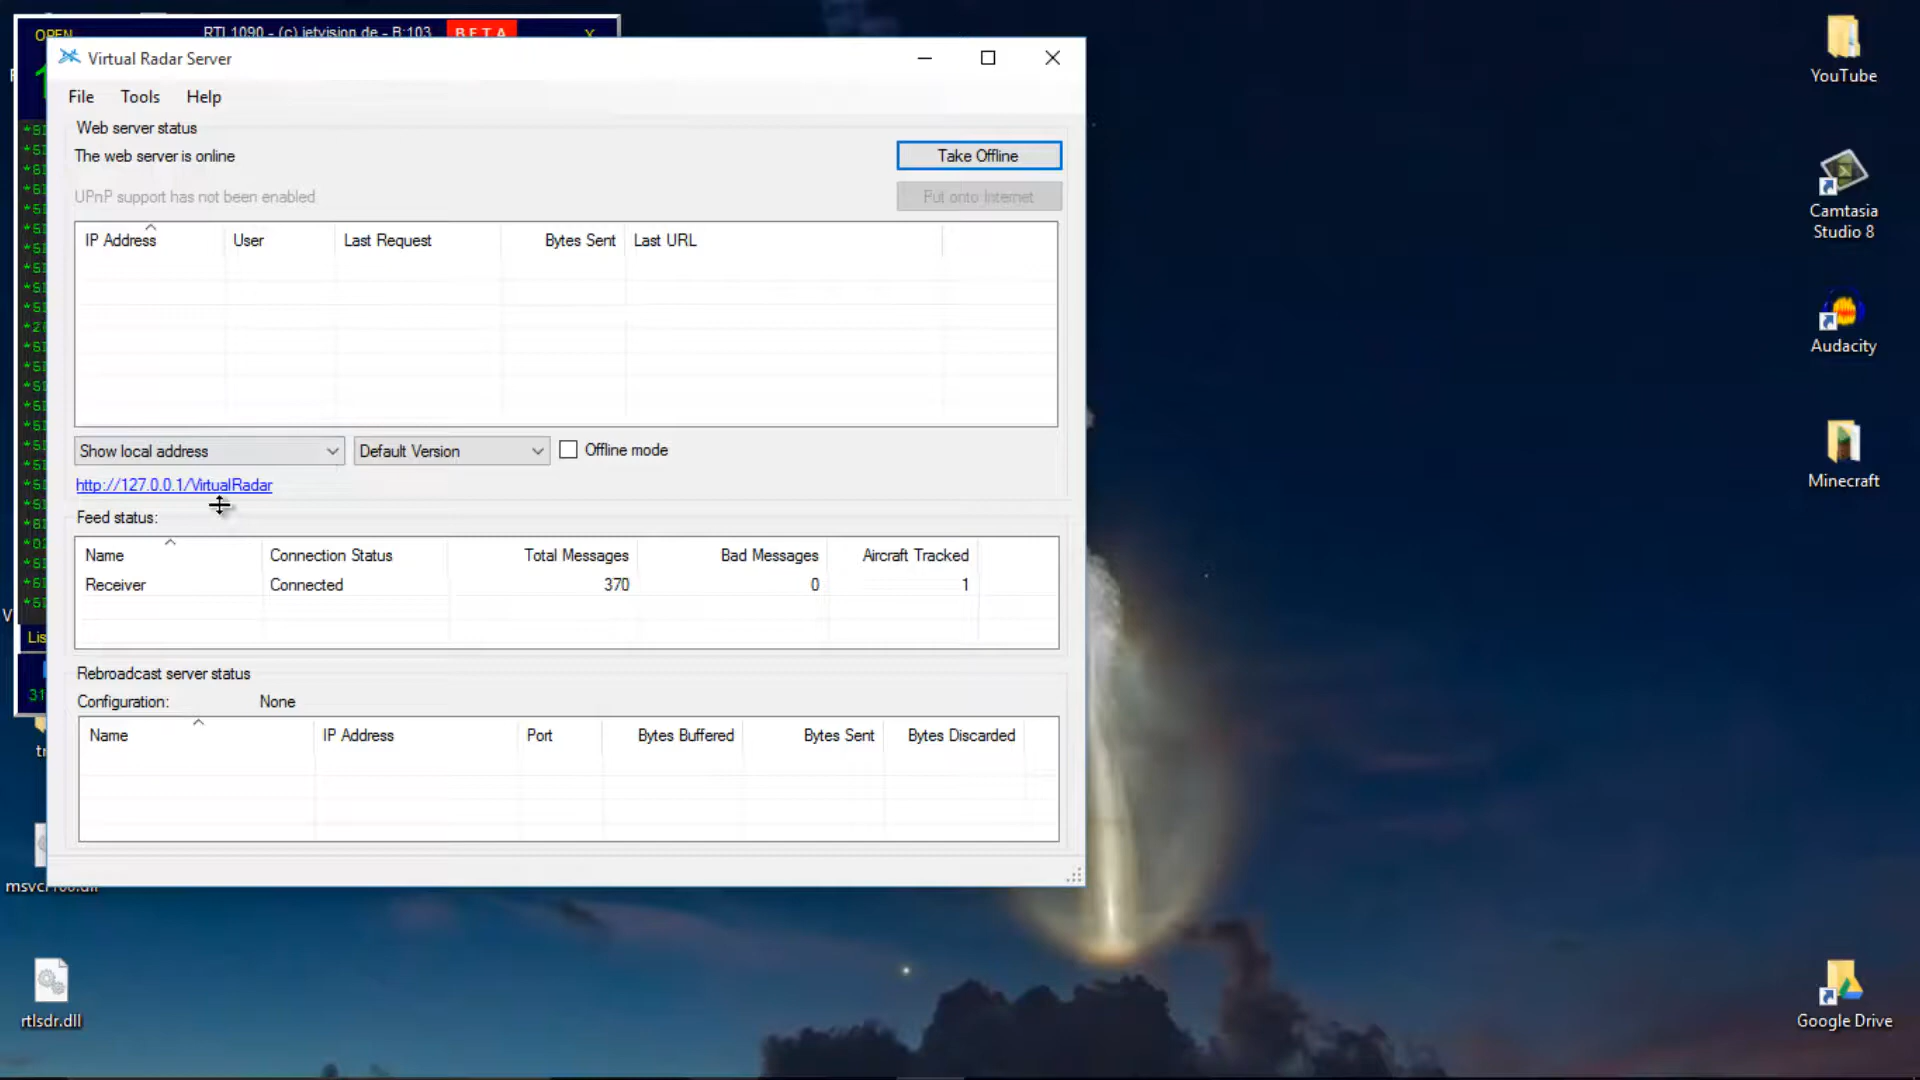 OPEN RTL1090 - (c) jetvision.de - B:103 BETA X
Virtual Radar Server
File Tools Help
Web server status
The web server is online Take Offline
UPnP support has not been enabled Put onto Internet
IP Address User Last Request Bytes Sent Last URL
Show local address Default Version Offline mode
http://127.0.0.1/VirtualRadar
Feed status:
Name Connection Status Total Messages Bad Messages Aircraft Tracked
Receiver Connected 370 0 1
Rebroadcast server status
Configuration: None
Name IP Address Port Bytes Buffered Bytes Sent Bytes Discarded
Lis
31
rtlsdr.dll
YouTube
Camtasia
Studio 8
Audacity
Minecraft
Google Drive